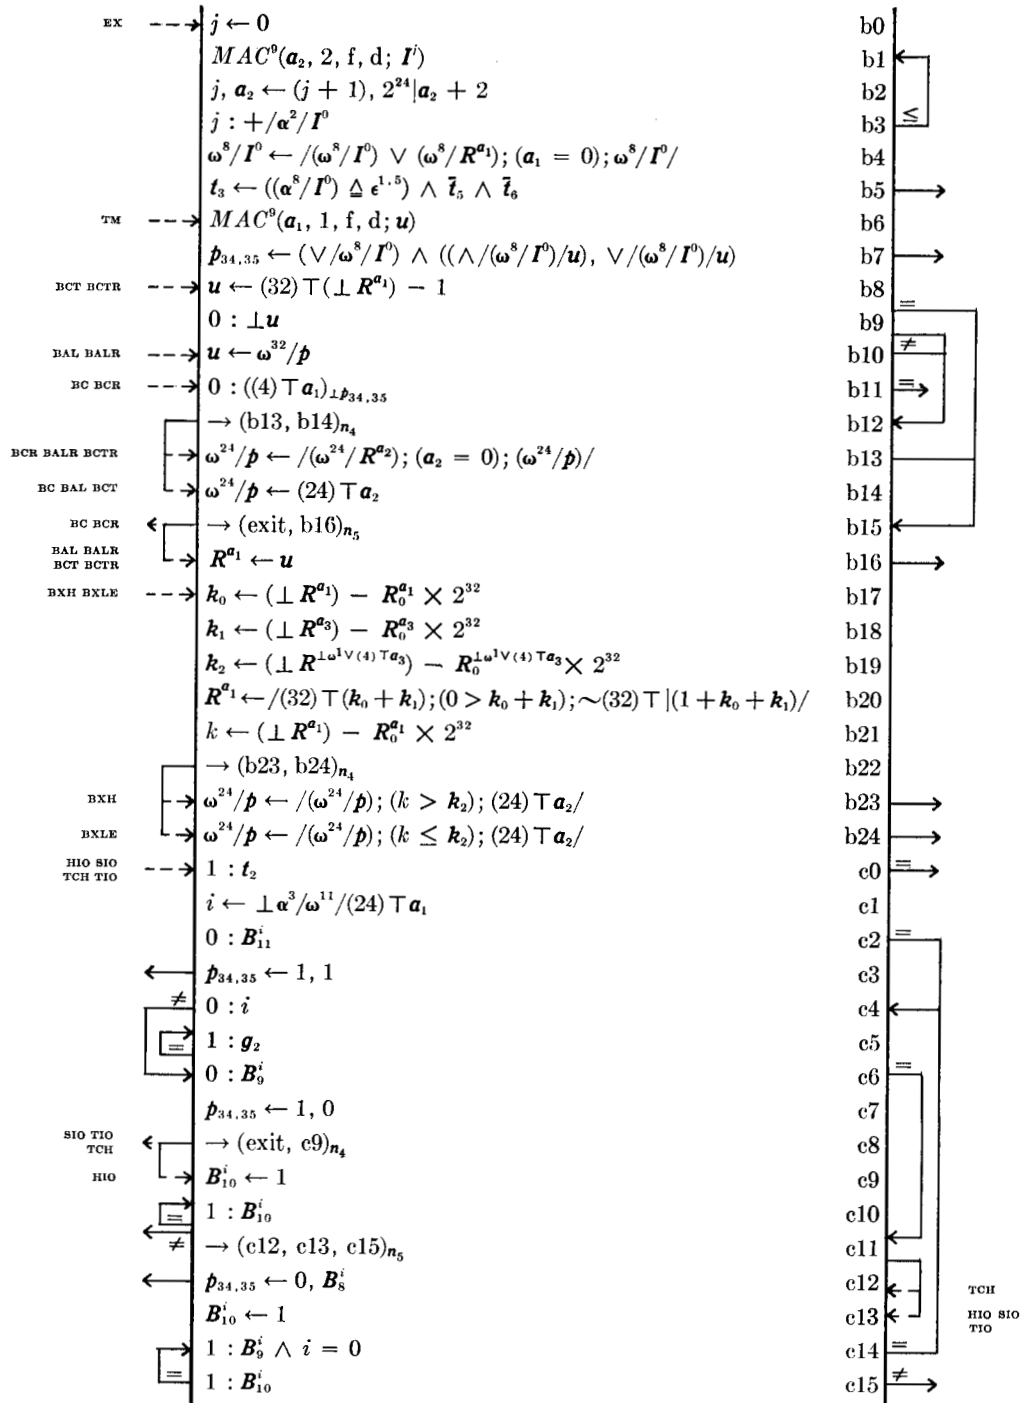 EX j ← 0 b0
MAC⁹(a₂, 2, f, d; Iʲ) b1
j, a₂ ← (j + 1), 2²⁴|a₂ + 2 b2
j : +/α²/I⁰ b3 ≤
ω⁸/I⁰ ← /(ω⁸/I⁰) ∨ (ω⁸/R^a₁); (a₁ = 0); ω⁸/I⁰/ b4
t₃ ← ((α⁸/I⁰) ≙ ε¹·⁵) ∧ t̄₅ ∧ t̄₆ b5
TM MAC⁹(a₁, 1, f, d; u) b6
p₃₄,₃₅ ← (∨/ω⁸/I⁰) ∧ ((∧/(ω⁸/I⁰)/u), ∨/(ω⁸/I⁰)/u) b7
BCT BCTR u ← (32)⊤(⊥R^a₁) − 1 b8
0 : ⊥u b9 =
BAL BALR u ← ω³²/p b10 ≠
BC BCR 0 : ((4)⊤a₁)_⊥p₃₄,₃₅ b11 =
→ (b13, b14)n₄ b12
BCR BALR BCTR ω²⁴/p ← /(ω²⁴/R^a₂); (a₂ = 0); (ω²⁴/p)/ b13
BC BAL BCT ω²⁴/p ← (24)⊤a₂ b14
BC BCR → (exit, b16)n₅ b15
BAL BALR
BCT BCTR R^a₁ ← u b16
BXH BXLE k₀ ← (⊥R^a₁) − R₀^a₁ × 2³² b17
k₁ ← (⊥R^a₃) − R₀^a₃ × 2³² b18
k₂ ← (⊥R^⊥ω¹∨(4)⊤a₃) − R₀^⊥ω¹∨(4)⊤a₃ × 2³² b19
R^a₁ ← /(32)⊤(k₀ + k₁); (0 > k₀ + k₁); ∼(32)⊤|(1 + k₀ + k₁)/ b20
k ← (⊥R^a₁) − R₀^a₁ × 2³² b21
→ (b23, b24)n₄ b22
BXH ω²⁴/p ← /(ω²⁴/p); (k > k₂); (24)⊤a₂/ b23
BXLE ω²⁴/p ← /(ω²⁴/p); (k ≤ k₂); (24)⊤a₂/ b24
HIO SIO
TCH TIO 1 : t₂ c0 =
i ← ⊥α³/ω¹¹/(24)⊤a₁ c1
0 : Bⁱ₁₁ c2 =
p₃₄,₃₅ ← 1, 1 c3
≠ 0 : i c4
= 1 : g₂ c5
0 : Bⁱ₉ c6 =
p₃₄,₃₅ ← 1, 0 c7
SIO TIO
TCH → (exit, c9)n₄ c8
HIO Bⁱ₁₀ ← 1 c9
= 1 : Bⁱ₁₀ c10
≠ → (c12, c13, c15)n₅ c11
p₃₄,₃₅ ← 0, Bⁱ₈ c12 TCH
Bⁱ₁₀ ← 1 c13 HIO SIO
TIO
1 : Bⁱ₉ ∧ i = 0 c14 =
= 1 : Bⁱ₁₀ c15 ≠